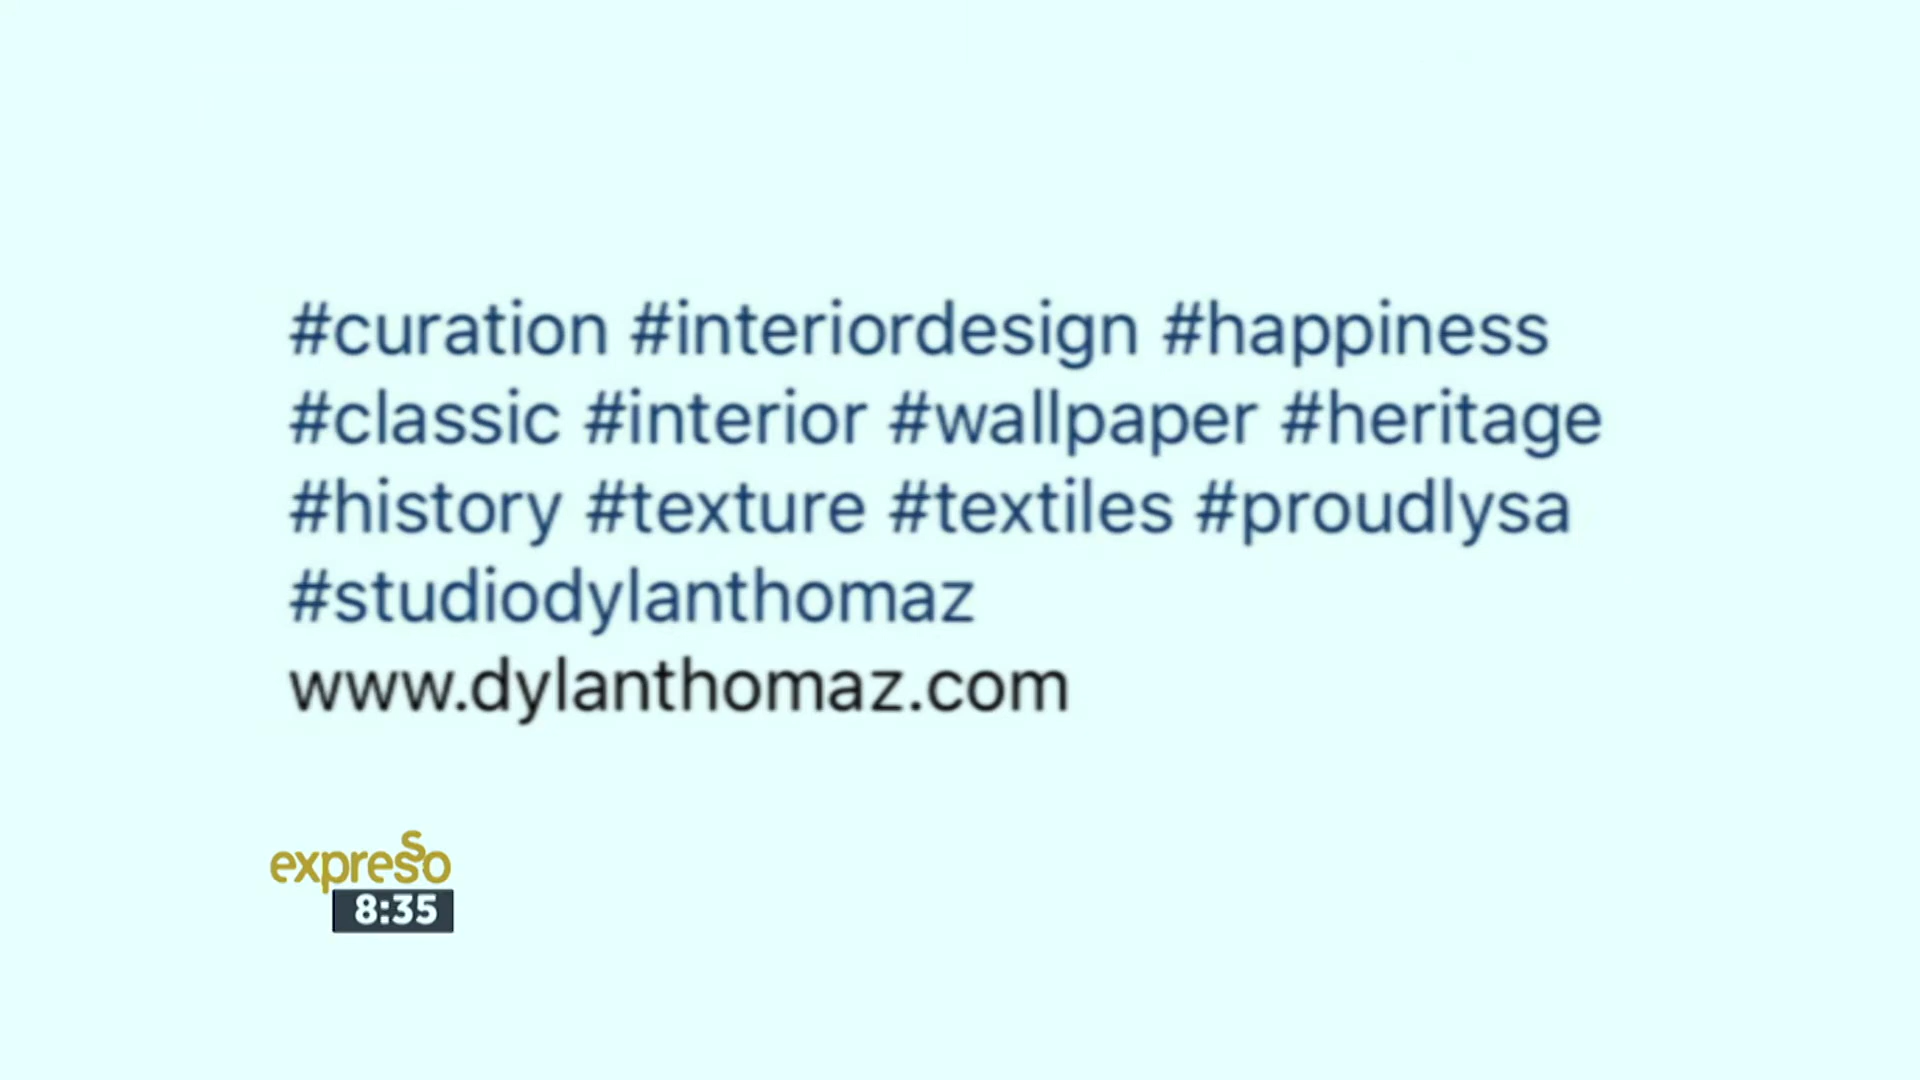 #curation #interiordesign #happiness
#classic #interior #wallpaper #heritage
#history #texture #textiles #proudlysa
#studiodylanthomaz
www.dylanthomaz.com
expresso
8:35